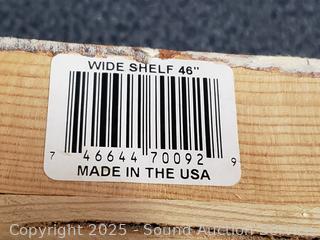 WIDE SHELF 46"
7 46644 70092 9
MADE IN THE USA
Copyright 2025 - Sound Auction Service